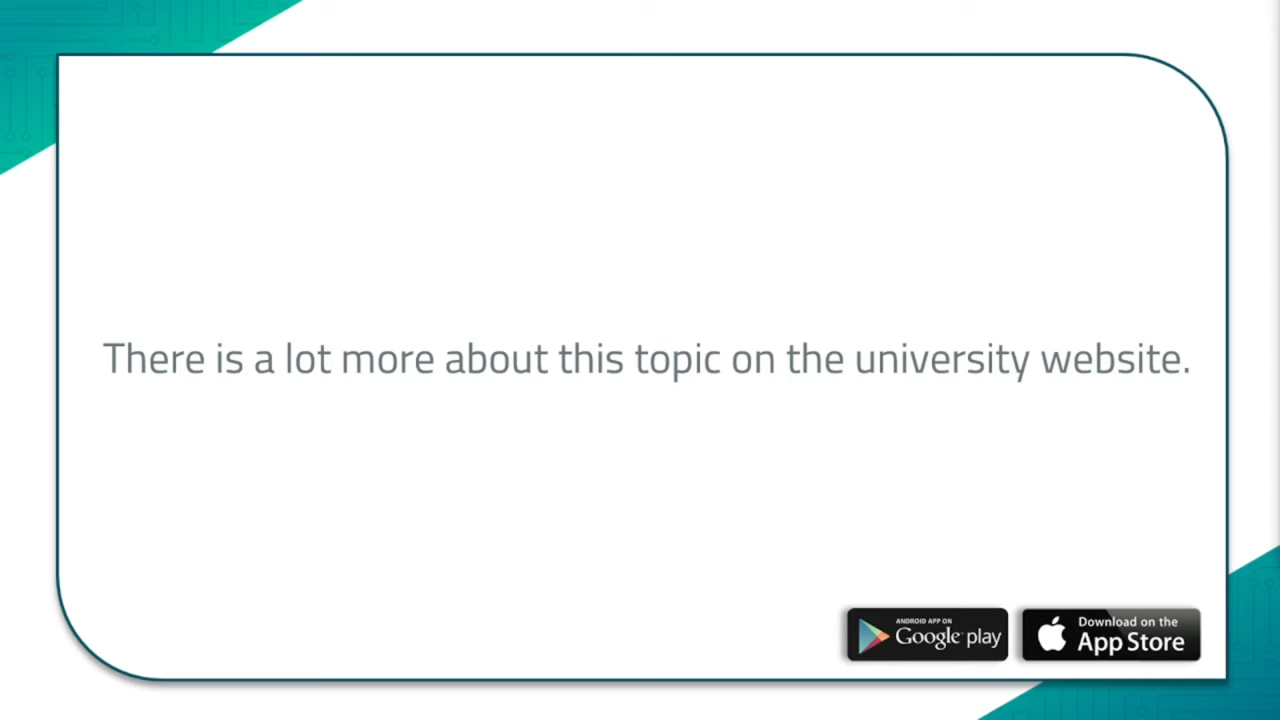 There is a lot more about this topic on the university website.
ANDROID APP ON
Google play
Download on the
App Store